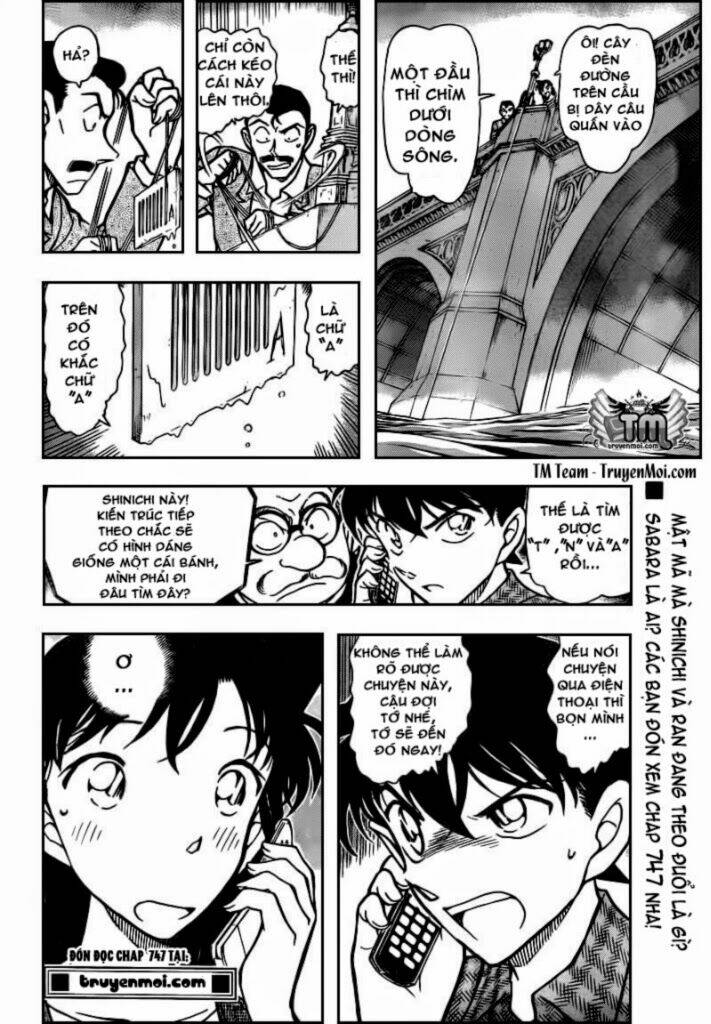 ÔI! CÂY
ĐÈN
ĐƯỜNG
TRÊN CẦU
BỊ DÂY CÂU
QUẤN VÀO
MỘT ĐẦU
THÌ CHÌM
DƯỚI
DÒNG
SÔNG.
THẾ
THÌ!
CHỈ CÒN
CÁCH KÉO
CÁI NÀY
LÊN THÔI.
HẢ?
A
LÀ
CHỮ
"A"
TRÊN
ĐÓ
CÓ
KHẮC
CHỮ
"A"
A
TM
truyenmoi.com
TM Team - TruyenMoi.com
THẾ LÀ TÌM
ĐƯỢC
"T" ,"N" VÀ "A"
RỒI...
SHINICHI NÀY!
KIẾN TRÚC TIẾP
THEO CHẮC SẼ
CÓ HÌNH DÁNG
GIỐNG MỘT CÁI BÁNH,
MÌNH PHẢI ĐI
ĐÂU TÌM ĐÂY?
NẾU NÓI
CHUYỆN
QUA ĐIỆN
THOẠI THÌ
BỌN MÌNH
...
KHÔNG THỂ LÀM
RÕ ĐƯỢC
CHUYỆN NÀY,
CẬU ĐỢI
TỚ NHÉ,
TỚ SẼ ĐẾN
ĐÓ NGAY!
Ơ
...
MẬT MÃ MÀ SHINICHI VÀ RAN ĐANG THEO ĐUỔI LÀ GÌ?
SABARA LÀ AI? CÁC BẠN ĐÓN XEM CHAP 747 NHA!
ĐÓN ĐỌC CHAP 747 TẠI:
truyenmoi.com